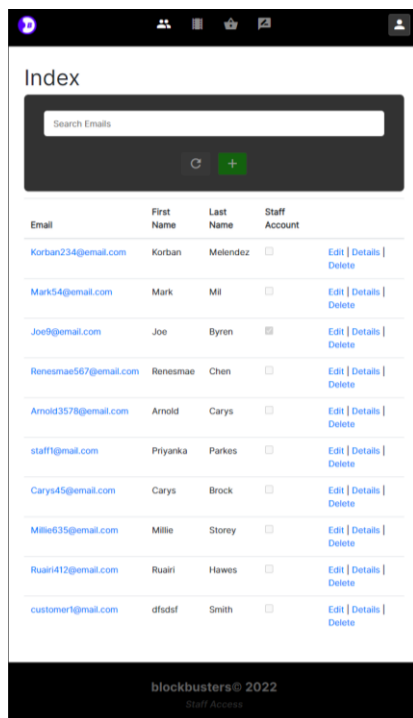 Index
Search Emails
Email First Name Last Name Staff Account
Korban234@email.com Korban Melendez Edit | Details |
Delete
Mark54@email.com Mark Mil Edit | Details |
Delete
Joe9@email.com Joe Byren Edit | Details |
Delete
Renesmae567@email.com Renesmae Chen Edit | Details |
Delete
Arnold3578@email.com Arnold Carys Edit | Details |
Delete
staff1@mail.com Priyanka Parkes Edit | Details |
Delete
Carys45@email.com Carys Brock Edit | Details |
Delete
Millie635@email.com Millie Storey Edit | Details |
Delete
Ruairi412@email.com Ruairi Hawes Edit | Details |
Delete
customer1@mail.com dfsdsf Smith Edit | Details |
Delete
blockbusters© 2022
Staff Access